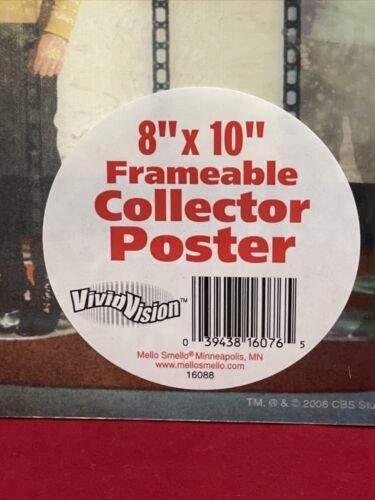 8" x 10"
Frameable
Collector
Poster
VividVision™
0 39438 16076 5
Mello Smello® Minneapolis, MN
www.mellosmello.com
16088
TM, ® & © 2006 CBS Stu